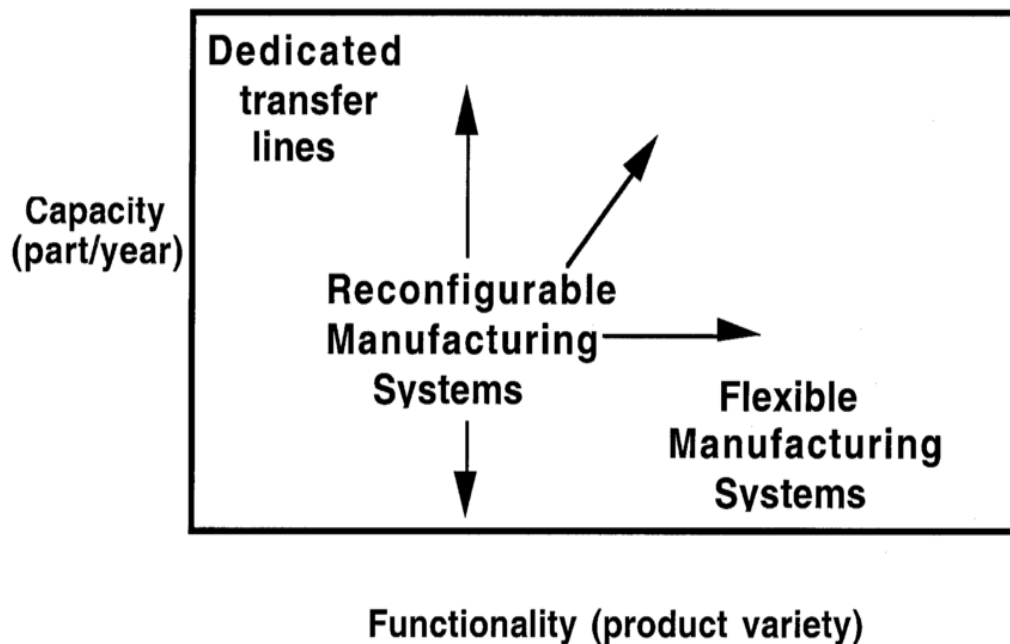 Dedicated
transfer
lines
Capacity
(part/year)
Reconfigurable
Manufacturing
Systems
Flexible
Manufacturing
Systems
Functionality (product variety)